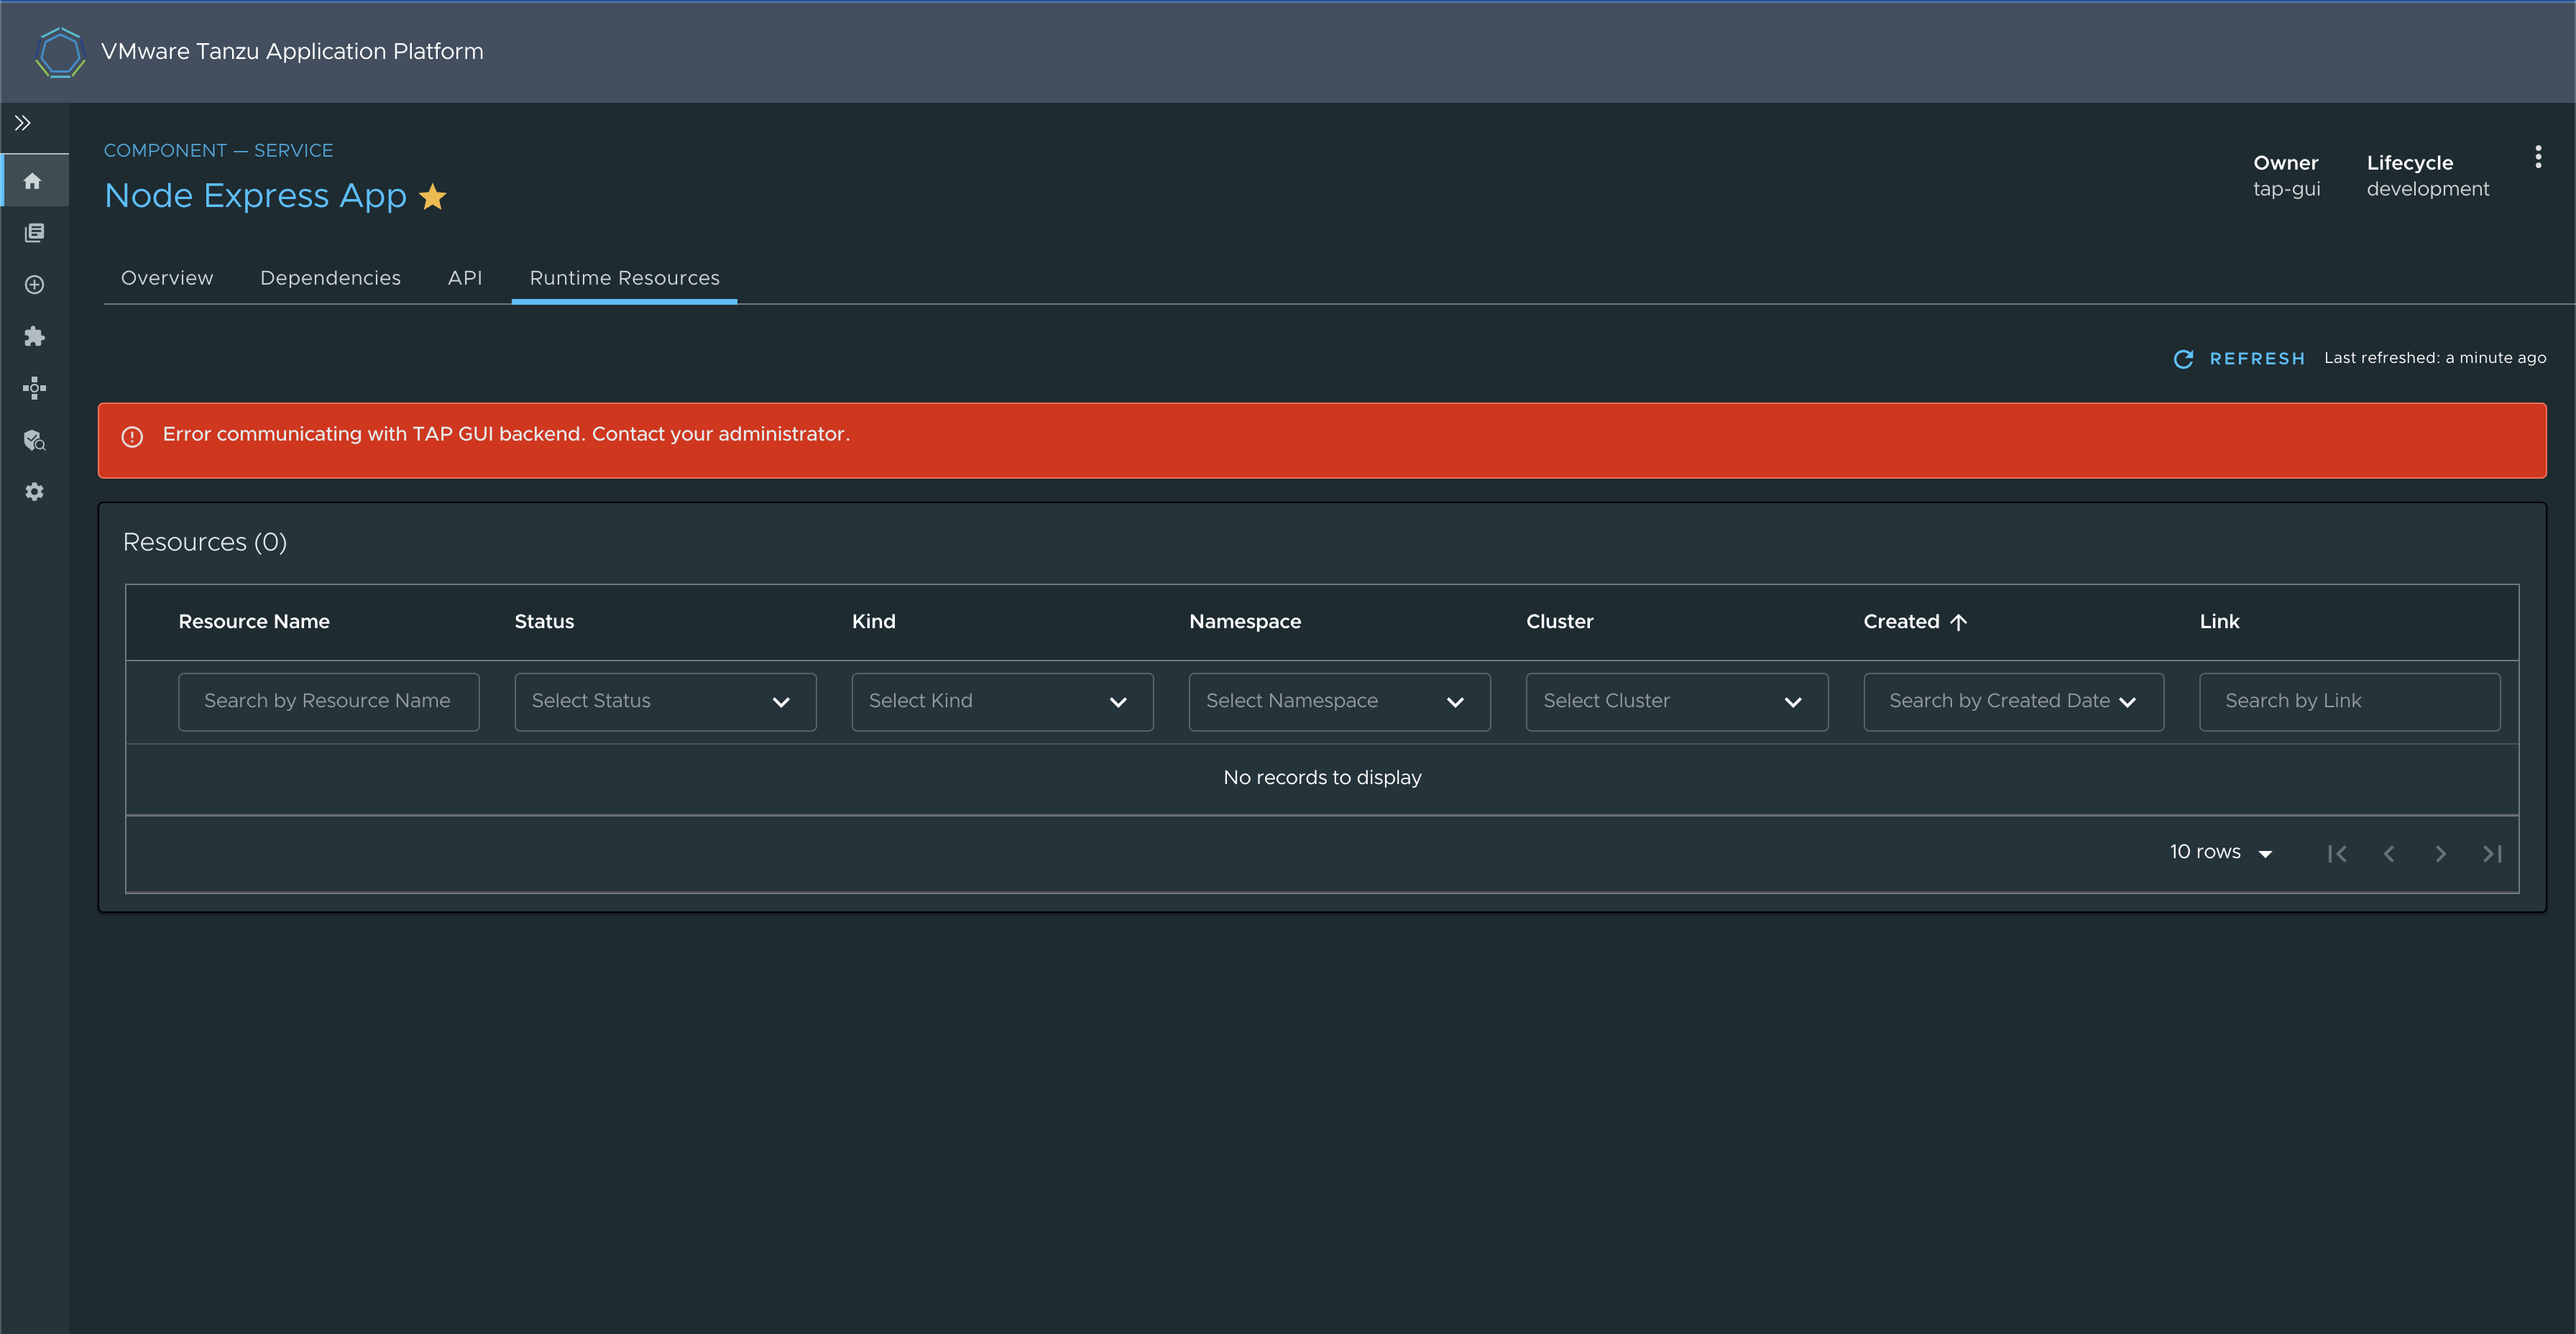 VMware Tanzu Application Platform
COMPONENT — SERVICE
Node Express App
Owner
tap-gui
Lifecycle
development
Overview Dependencies API Runtime Resources
REFRESH Last refreshed: a minute ago
Error communicating with TAP GUI backend. Contact your administrator.
Resources (0)
Resource Name Status Kind Namespace Cluster Created Link
Search by Resource Name Select Status Select Kind Select Namespace Select Cluster Search by Created Date Search by Link
No records to display
10 rows